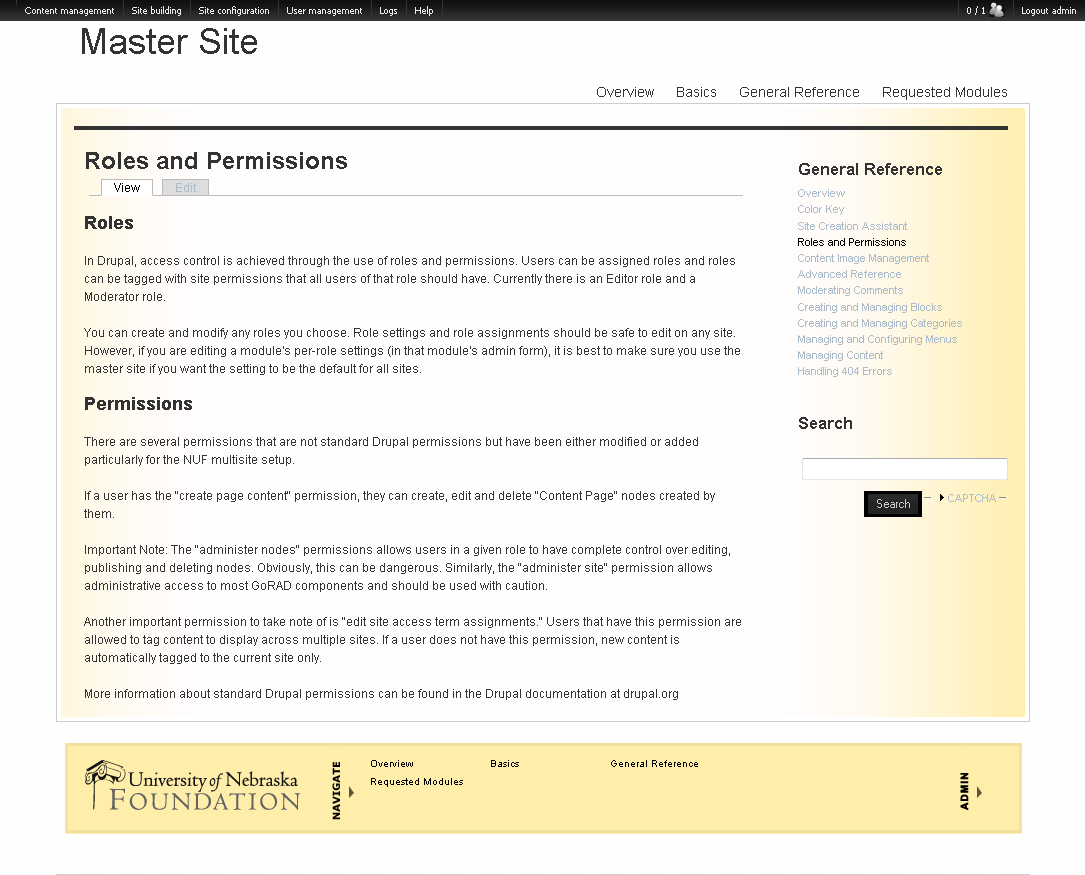 Content management Site building Site configuration User management Logs Help 0 / 1 Logout admin
Master Site
Overview Basics General Reference Requested Modules
Roles and Permissions
View Edit
Roles
In Drupal, access control is achieved through the use of roles and permissions. Users can be assigned roles and roles
can be tagged with site permissions that all users of that role should have. Currently there is an Editor role and a
Moderator role.
You can create and modify any roles you choose. Role settings and role assignments should be safe to edit on any site.
However, if you are editing a module's per-role settings (in that module's admin form), it is best to make sure you use the
master site if you want the setting to be the default for all sites.
Permissions
There are several permissions that are not standard Drupal permissions but have been either modified or added
particularly for the NUF multisite setup.
If a user has the "create page content" permission, they can create, edit and delete "Content Page" nodes created by
them.
Important Note: The "administer nodes" permissions allows users in a given role to have complete control over editing,
publishing and deleting nodes. Obviously, this can be dangerous. Similarly, the "administer site" permission allows
administrative access to most GoRAD components and should be used with caution.
Another important permission to take note of is "edit site access term assignments." Users that have this permission are
allowed to tag content to display across multiple sites. If a user does not have this permission, new content is
automatically tagged to the current site only.
More information about standard Drupal permissions can be found in the Drupal documentation at drupal.org
General Reference
Overview
Color Key
Site Creation Assistant
Roles and Permissions
Content Image Management
Advanced Reference
Moderating Comments
Creating and Managing Blocks
Creating and Managing Categories
Managing and Configuring Menus
Managing Content
Handling 404 Errors
Search
Search CAPTCHA
University of Nebraska
FOUNDATION
NAVIGATE
Overview Basics General Reference
Requested Modules
ADMIN